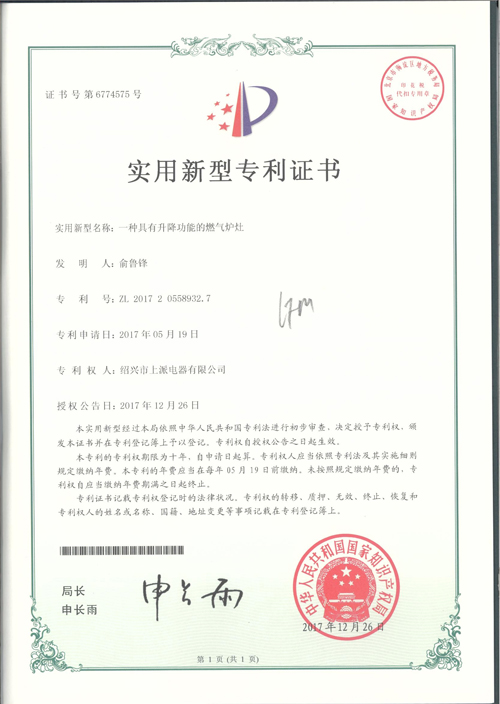 证书号第6774575号
实用新型专利证书
实用新型名称：一种具有升降功能的燃气炉灶
发 明 人：俞鲁锋
专 利 号：ZL 2017 2 0558932.7
专利申请日：2017年05月19日
专 利 权 人：绍兴市上派电器有限公司
授权公告日：2017年12月26日
本实用新型经过本局依照中华人民共和国专利法进行初步审查，决定授予专利权，颁
发本证书并在专利登记簿上予以登记。专利权自授权公告之日起生效。
本专利的专利权期限为十年，自申请日起算。专利权人应当依照专利法及其实施细则
规定缴纳年费。本专利的年费应当在每年05月19日前缴纳。未按照规定缴纳年费的，专
利权自应当缴纳年费期满之日起终止。
专利证书记载专利权登记时的法律状况。专利权的转移、质押、无效、终止、恢复和
专利权人的姓名或名称、国籍、地址变更等事项记载在专利登记簿上。
局长
申长雨
申长雨
中华人民共和国国家知识产权局
2017年12月26日
第 1 页 (共 1 页)